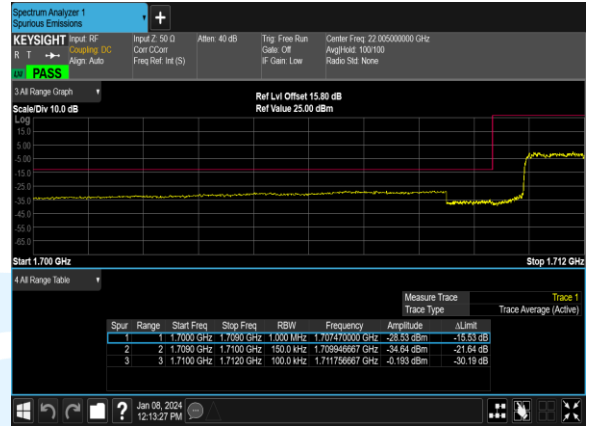 Spectrum Analyzer 1
Spurious Emissions
+
KEYSIGHT Input: RF Input Z: 50 Ω Atten: 40 dB Trig: Free Run Center Freq: 22.005000000 GHz
R T Coupling: DC Corr CCorr Gate: Off Avg|Hold: 100/100
Align: Auto Freq Ref: Int (S) IF Gain: Low Radio Std: None
PASS
3 All Range Graph
Ref Lvl Offset 15.80 dB
Scale/Div 10.0 dB Ref Value 25.00 dBm
Log
15.0
5.00
-5.00
-15.0
-25.0
-35.0
-45.0
-55.0
-65.0
Start 1.700 GHz Stop 1.712 GHz
4 All Range Table
Measure Trace Trace 1
Trace Type Trace Average (Active)
Spur Range Start Freq Stop Freq RBW Frequency Amplitude ΔLimit
1 1 1.7000 GHz 1.7090 GHz 1.000 MHz 1.707470000 GHz -28.53 dBm -15.53 dB
2 2 1.7090 GHz 1.7100 GHz 150.0 kHz 1.709946667 GHz -34.64 dBm -21.64 dB
3 3 1.7100 GHz 1.7120 GHz 100.0 kHz 1.711756667 GHz -0.193 dBm -30.19 dB
? Jan 08, 2024
12:13:27 PM